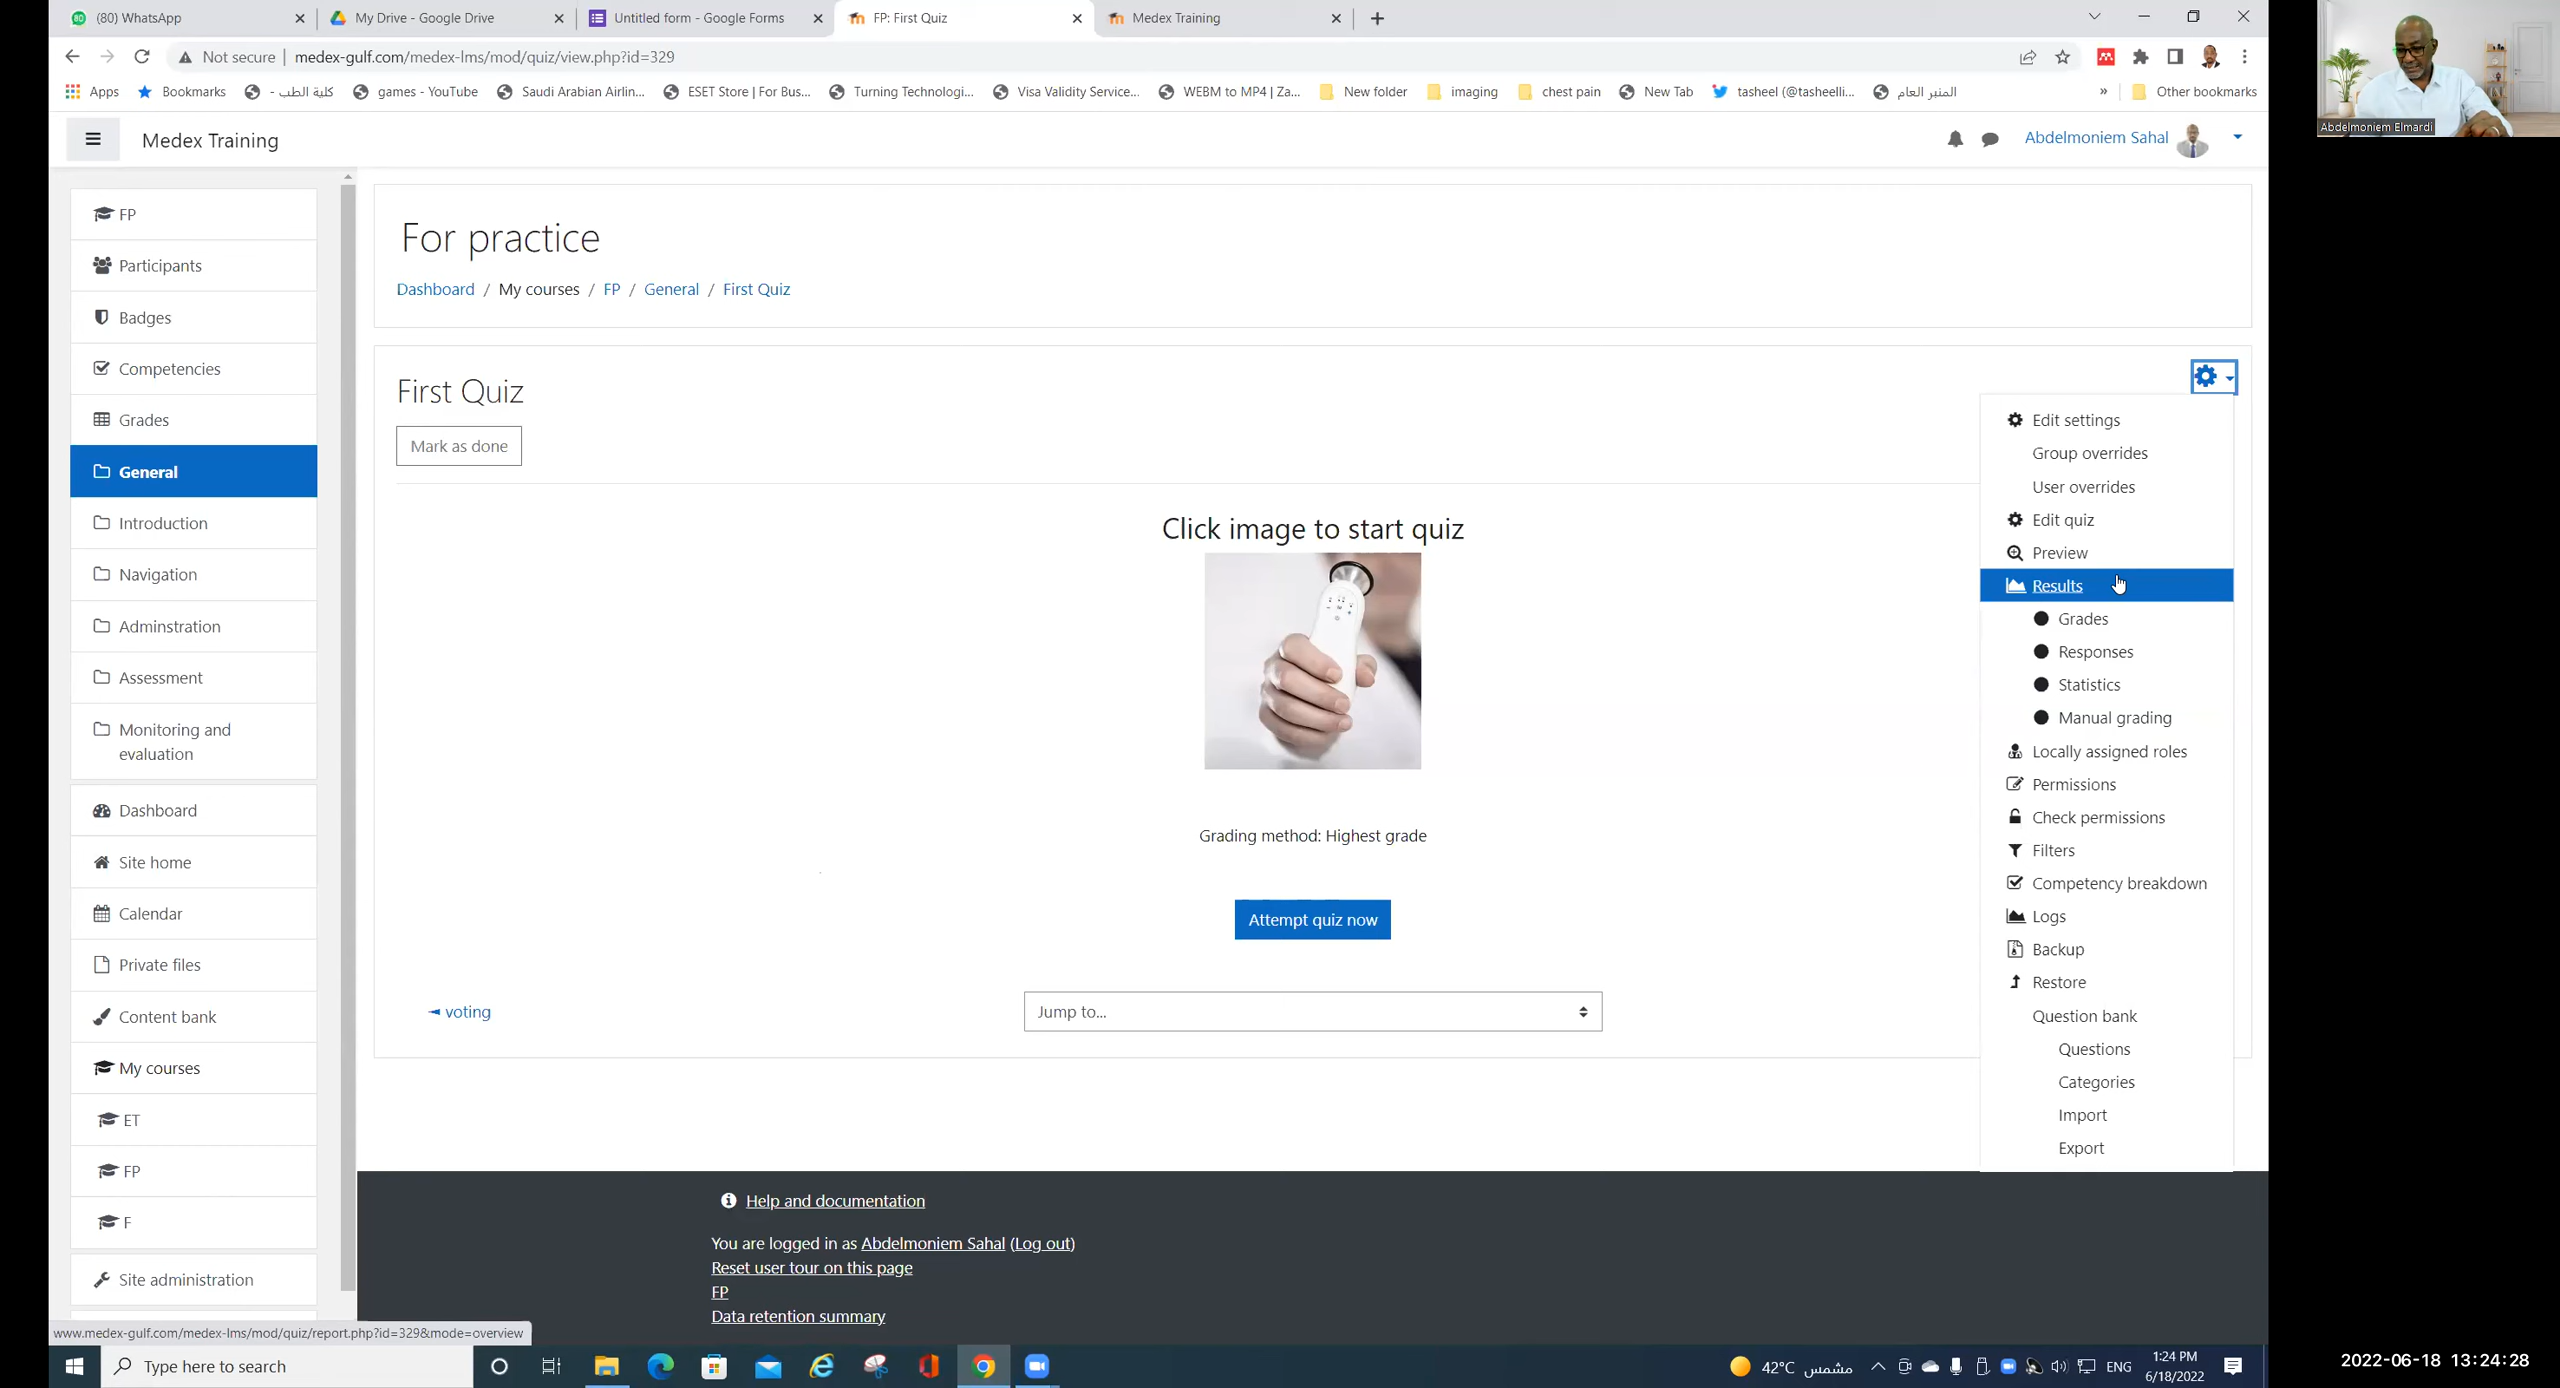 (80) WhatsApp
My Drive - Google Drive
Untitled form - Google Forms
FP: First Quiz
Medex Training
Not secure
medex-gulf.com/medex-lms/mod/quiz/view.php?id=329
Apps
Bookmarks
كلية الطب -
games - YouTube
Saudi Arabian Airlin...
ESET Store | For Bus...
Turning Technologi...
Visa Validity Service...
WEBM to MP4 | Za...
New folder
imaging
chest pain
New Tab
tasheel (@tasheelli...
المنبر العام
»
Other bookmarks
Abdelmoniem Elmardi
Medex Training
Abdelmoniem Sahal
FP
Participants
Badges
Competencies
Grades
General
Introduction
Navigation
Adminstration
Assessment
Monitoring and
evaluation
Dashboard
Site home
Calendar
Private files
Content bank
My courses
ET
FP
F
Site administration
For practice
Dashboard / My courses / FP / General / First Quiz
First Quiz
Mark as done
Click image to start quiz
Grading method: Highest grade
Attempt quiz now
◄ voting
Jump to...
Edit settings
Group overrides
User overrides
Edit quiz
Preview
Results
Grades
Responses
Statistics
Manual grading
Locally assigned roles
Permissions
Check permissions
Filters
Competency breakdown
Logs
Backup
Restore
Question bank
Questions
Categories
Import
Export
Help and documentation
You are logged in as Abdelmoniem Sahal (Log out)
Reset user tour on this page
FP
Data retention summary
www.medex-gulf.com/medex-lms/mod/quiz/report.php?id=329&mode=overview
Type here to search
42°C مشمس
ENG
1:24 PM
6/18/2022
2022-06-18 13:24:28